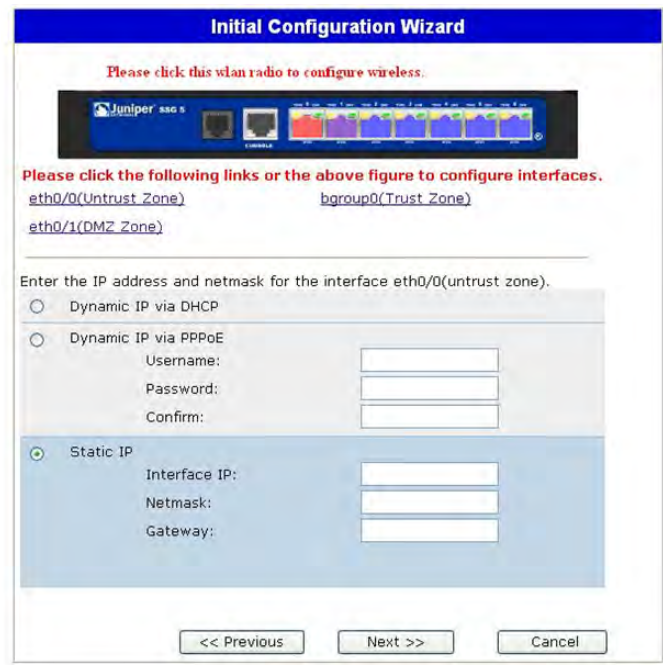 Initial Configuration Wizard
Please click this wlan radio to configure wireless.
Juniper SSG 5
CONSOLE
Please click the following links or the above figure to configure interfaces.
eth0/0(Untrust Zone) bgroup0(Trust Zone)
eth0/1(DMZ Zone)
Enter the IP address and netmask for the interface eth0/0(untrust zone).
Dynamic IP via DHCP
Dynamic IP via PPPoE
Username:
Password:
Confirm:
Static IP
Interface IP:
Netmask:
Gateway:
<< Previous Next >> Cancel